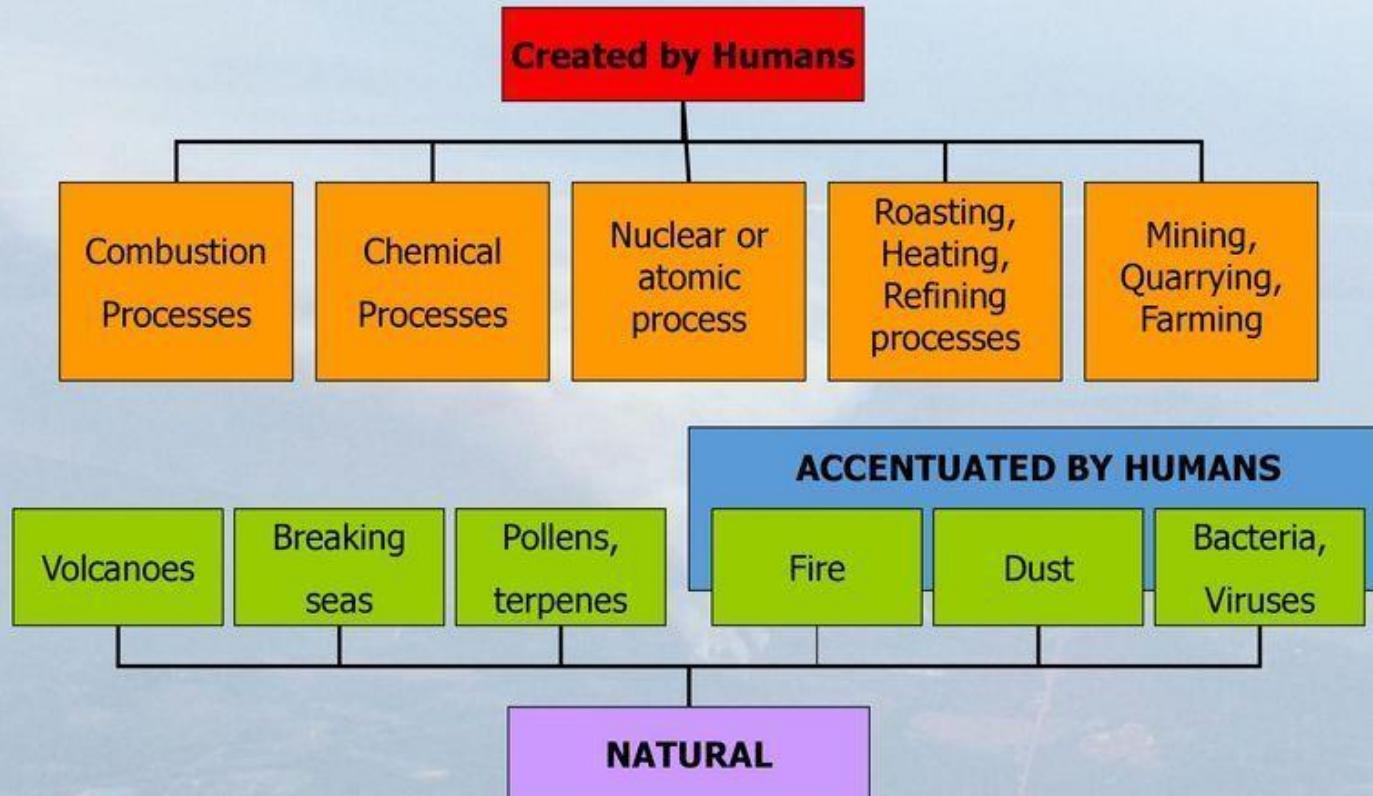 Created by Humans
Combustion
Processes
Chemical
Processes
Nuclear or
atomic
process
Roasting,
Heating,
Refining
processes
Mining,
Quarrying,
Farming
ACCENTUATED BY HUMANS
Volcanoes
Breaking
seas
Pollens,
terpenes
Fire
Dust
Bacteria,
Viruses
NATURAL